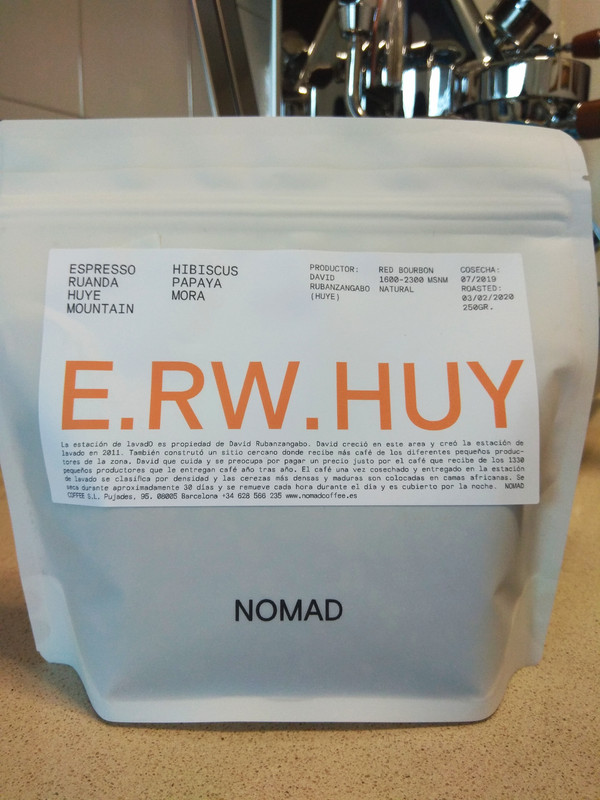 ESPRESSO
RUANDA
HUYE
MOUNTAIN
HIBISCUS
PAPAYA
MORA
PRODUCTOR:
DAVID
RUBANZANGABO
(HUYE)
RED BOURBON
1600-2300 MSNM
NATURAL
COSECHA:
07/2019
ROASTED:
03/02/2020
250GR.
E.RW.HUY
La estación de lavadO es propiedad de David Rubanzangabo. David creció en este area y creó la estación de
lavado en 2011. También construtó un sitio cercano donde recibe más café de los diferentes pequeños produc-
tores de la zona. David que cuida y se preocupa por pagar un precio justo por el café que recibe de los 1330
pequeños productores que le entregan café año tras año. El café una vez cosechado y entregado en la estación
de lavado se clasifica por densidad y las cerezas más densas y maduras son colocadas en camas africanas. Se
seca durante aproximadamente 30 días y se remueve cada hora durante el día y es cubierto por la noche. NOMAD
COFFEE S.L, Pujades, 95. 08005 Barcelona +34 628 566 235 www.nomadcoffee.es
NOMAD